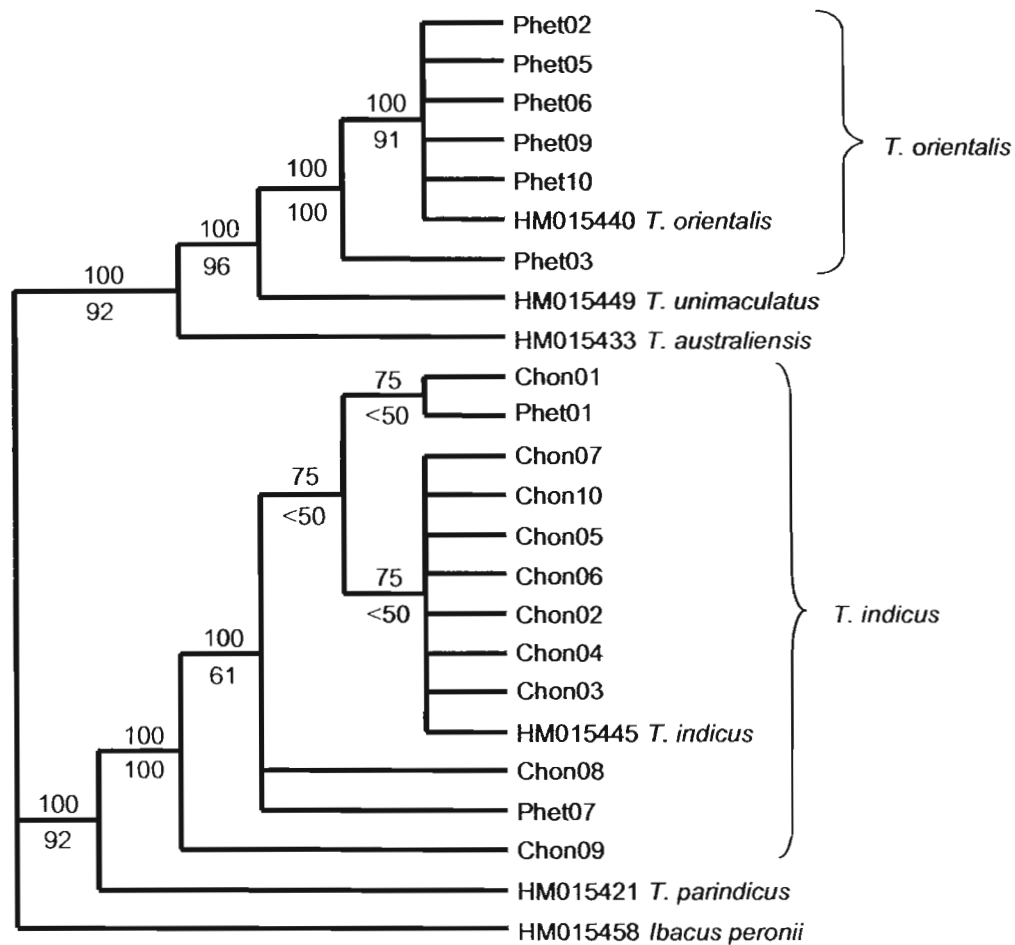 Phet02
Phet05
Phet06
100
91
Phet09
T. orientalis
100
100
Phet10
HM015440 T. orientalis
100
96
Phet03
100
92
HM015449 T. unimaculatus
HM015433 T. australiensis
75
<50
Chon01
Phet01
Chon07
75
<50
Chon10
Chon05
75
<50
Chon06
Chon02
T. indicus
100
61
Chon04
Chon03
HM015445 T. indicus
100
100
Chon08
100
92
Phet07
Chon09
HM015421 T. parindicus
HM015458 Ibacus peronii